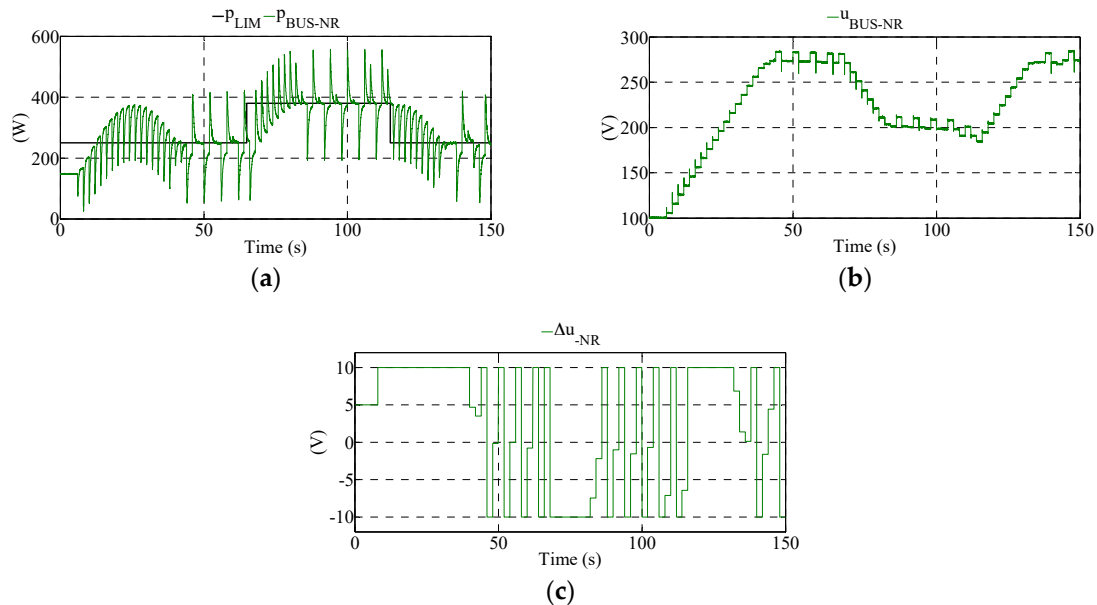 p_LIM p_BUS-NR
600
400
200
0
(W)
0 50 100 150
Time (s)
(a)
u_BUS-NR
300
250
200
150
100
(V)
0 50 100 150
Time (s)
(b)
Δu_-NR
10
5
0
-5
-10
(V)
0 50 100 150
Time (s)
(c)